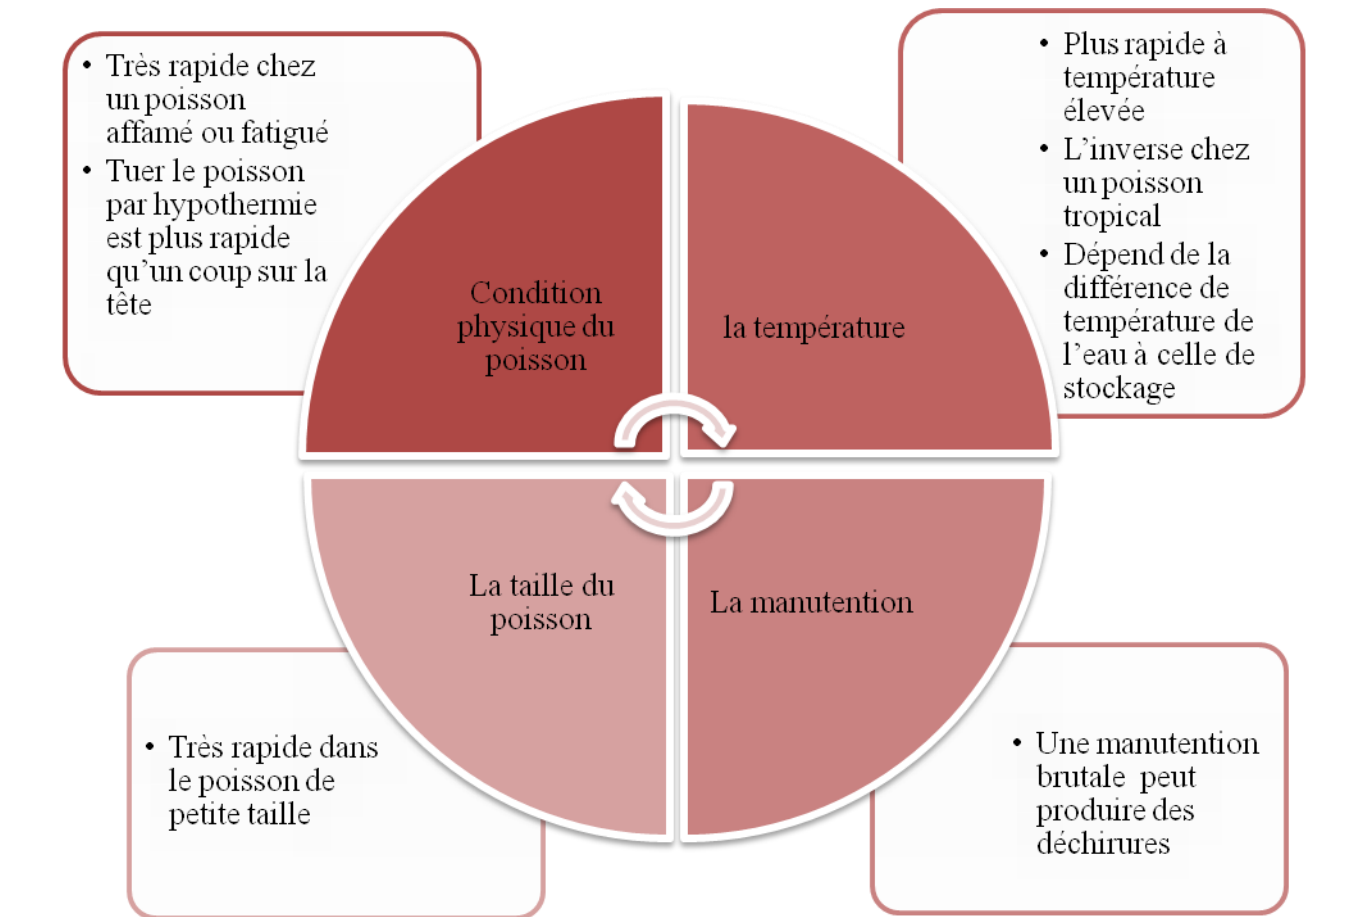 • Très rapide chez
un poisson
affamé ou fatigué
• Tuer le poisson
par hypothermie
est plus rapide
qu’un coup sur la
tête
• Plus rapide à
température
élevée
• L’inverse chez
un poisson
tropical
• Dépend de la
différence de
température de
l’eau à celle de
stockage
Condition
physique du
poisson
la température
La taille du
poisson
La manutention
• Très rapide dans
le poisson de
petite taille
• Une manutention
brutale peut
produire des
déchirures